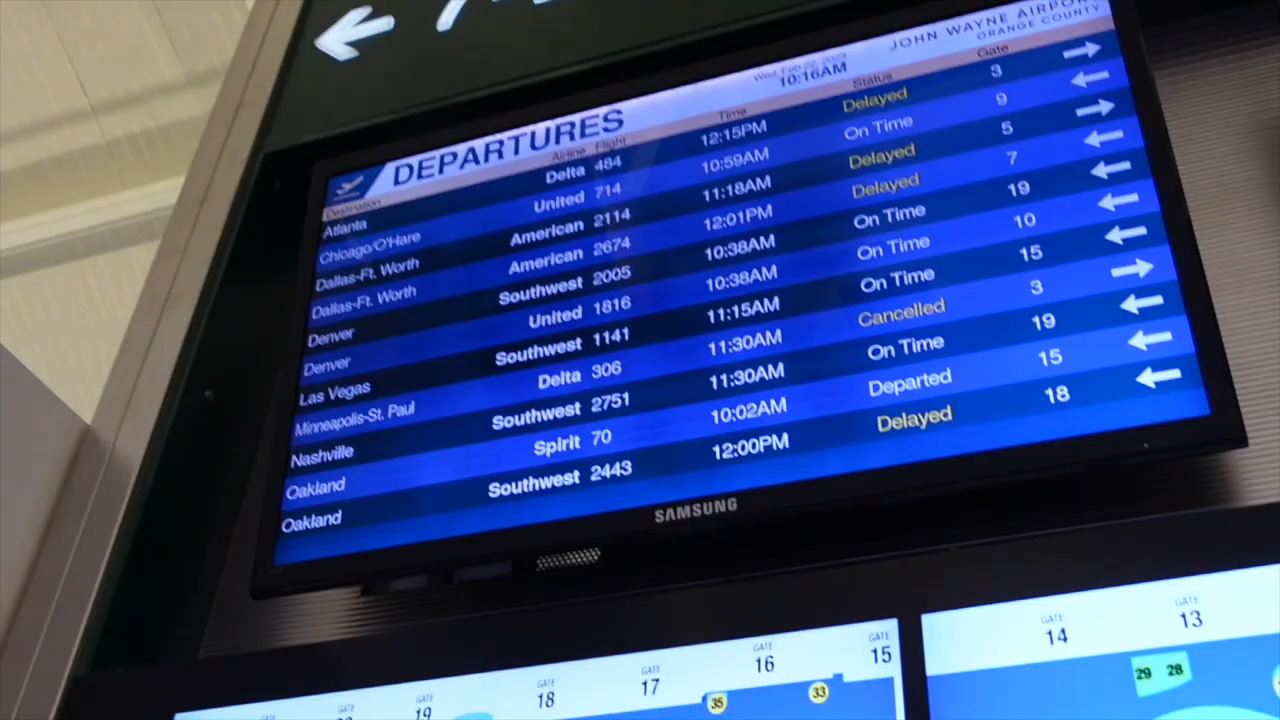 JOHN WAYNE AIRPORT
ORANGE COUNTY
Wed, Feb 22, 2023
10:16AM
DEPARTURES
Destination Airline Flight Time Status Gate
Atlanta Delta 484 12:15PM Delayed 3
Chicago/O'Hare United 714 10:59AM On Time 9
Dallas-Ft. Worth American 2114 11:18AM Delayed 5
Dallas-Ft. Worth American 2674 12:01PM Delayed 7
Denver Southwest 2005 10:38AM On Time 19
Denver United 1816 10:38AM On Time 10
Las Vegas Southwest 1141 11:15AM On Time 15
Minneapolis-St. Paul Delta 306 11:30AM Cancelled 3
Nashville Southwest 2751 11:30AM On Time 19
Oakland Spirit 70 10:02AM Departed 15
Oakland Southwest 2443 12:00PM Delayed 18
SAMSUNG
GATE 19
GATE 18
GATE 17
GATE 16
GATE 15
GATE 14
GATE 13
35
33
29 28